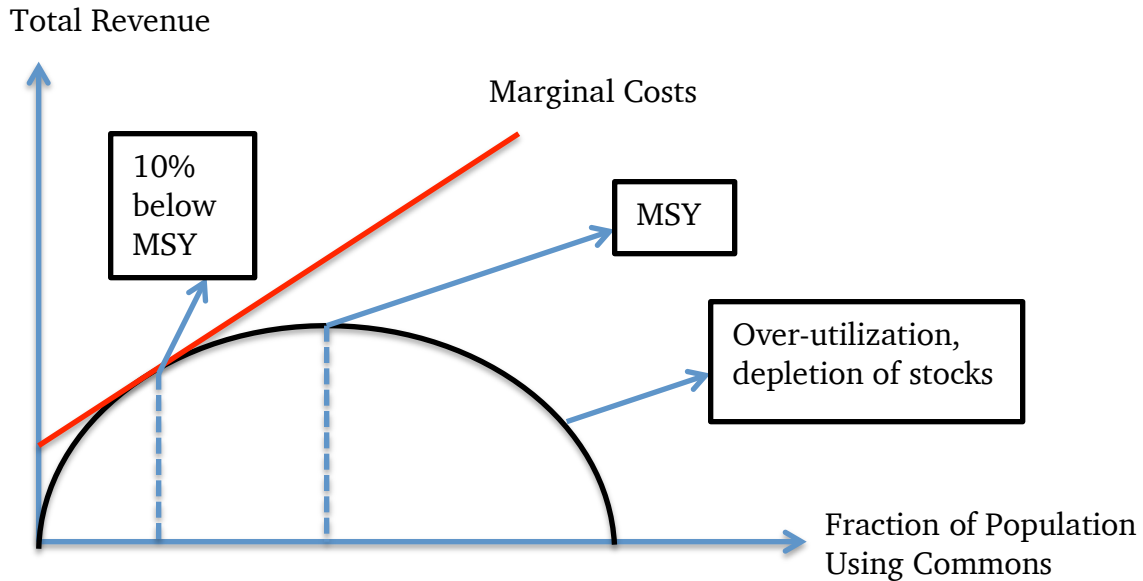 Total Revenue
Marginal Costs
10%
below
MSY
MSY
Over-utilization,
depletion of stocks
Fraction of Population
Using Commons